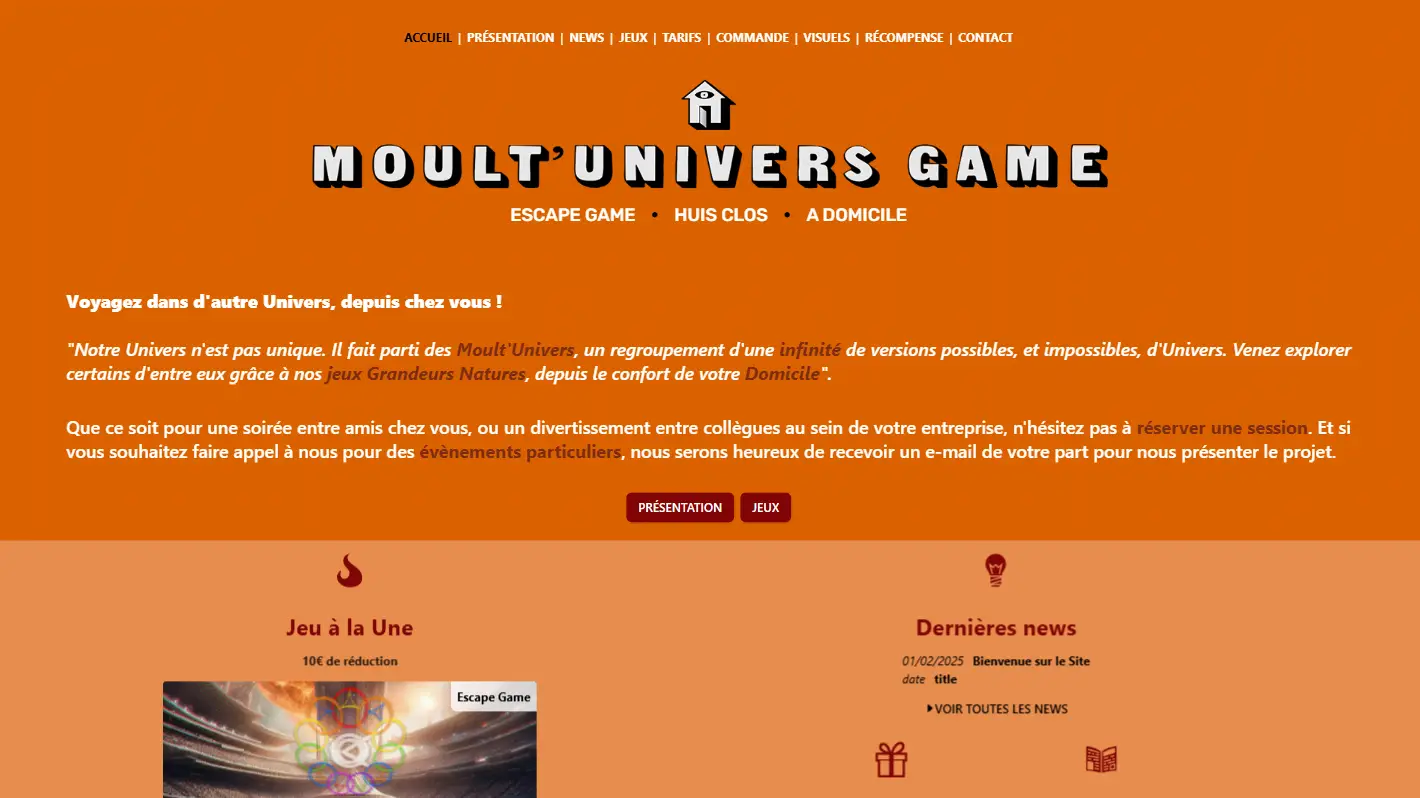 ACCUEIL | PRÉSENTATION | NEWS | JEUX | TARIFS | COMMANDE | VISUELS | RÉCOMPENSE | CONTACT
MOULT'UNIVERS GAME
ESCAPE GAME • HUIS CLOS • A DOMICILE
Voyagez dans d'autre Univers, depuis chez vous !
"Notre Univers n'est pas unique. Il fait parti des Moult'Univers, un regroupement d'une infinité de versions possibles, et impossibles, d'Univers. Venez explorer
certains d'entre eux grâce à nos jeux Grandeurs Natures, depuis le confort de votre Domicile".
Que ce soit pour une soirée entre amis chez vous, ou un divertissement entre collègues au sein de votre entreprise, n'hésitez pas à réserver une session. Et si
vous souhaitez faire appel à nous pour des évènements particuliers, nous serons heureux de recevoir un e-mail de votre part pour nous présenter le projet.
PRÉSENTATION JEUX
Jeu à la Une
10€ de réduction
Escape Game
Dernières news
01/02/2025 Bienvenue sur le Site
date title
VOIR TOUTES LES NEWS